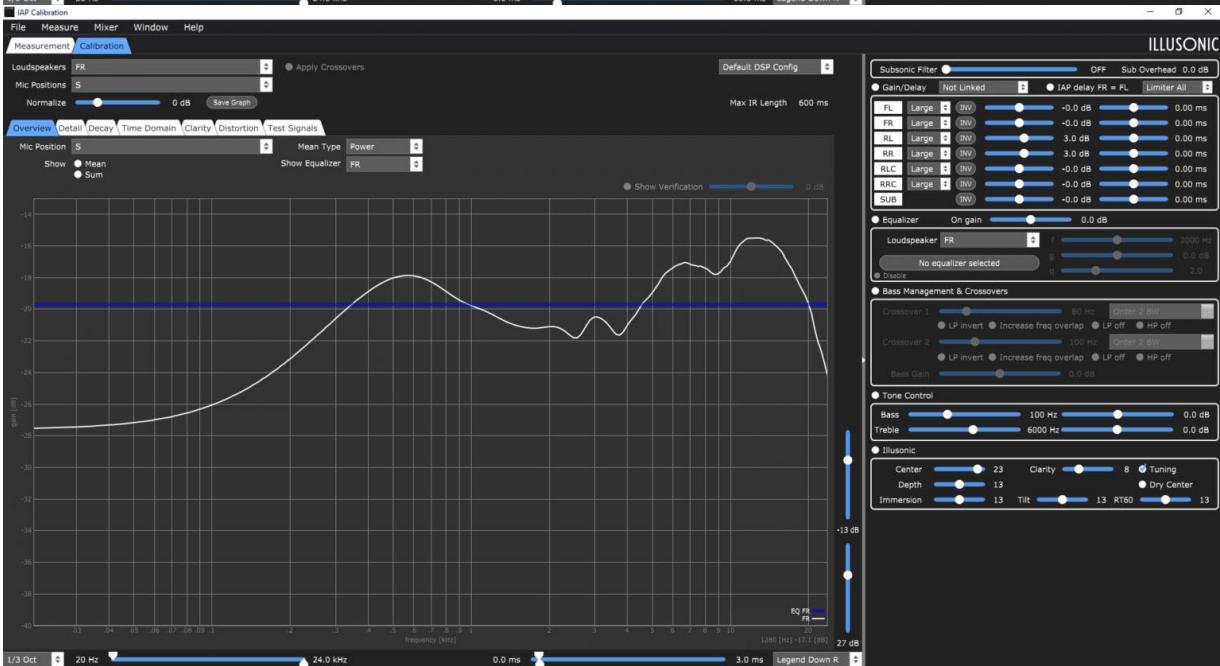 1/3 Oct 20 Hz 24.0 kHz 0.0 ms Legend Down R
IAP Calibration
File Measure Mixer Window Help
Measurement Calibration
ILLUSONIC
Loudspeakers FR Apply Crossovers Default DSP Config
Mic Positions S
Normalize 0 dB Save Graph Max IR Length 600 ms
Overview Detail Decay Time Domain Clarity Distortion Test Signals
Mic Position S Mean Type Power
Show Mean Show Equalizer FR
Sum
Show Verification 0 dB
-14
-16
-18
-20
-22
-24
-26
-28
-30
-32
-34
-36
-38
-40
gain [dB]
.03 .04 .05 .06 .07 .08 .09 .1 .2 .3 .4 .5 .6 .7 .8 .9 1 2 3 4 5 6 7 8 9 10 20
frequency [kHz]
1280 [Hz] -17.1 [dB]
EQ FR
FR
-13 dB
27 dB
1/3 Oct 20 Hz 24.0 kHz 0.0 ms 3.0 ms Legend Down R
Subsonic Filter OFF Sub Overhead 0.0 dB
Gain/Delay Not Linked IAP delay FR = FL Limiter All
FL Large INV -0.0 dB 0.00 ms
FR Large INV -0.0 dB 0.00 ms
RL Large INV 3.0 dB 0.00 ms
RR Large INV 3.0 dB 0.00 ms
RLC Large INV -0.0 dB 0.00 ms
RRC Large INV -0.0 dB 0.00 ms
SUB INV -0.0 dB 0.00 ms
Equalizer On gain 0.0 dB
Loudspeaker FR f 2000 Hz
No equalizer selected g 0.0 dB
Disable q 2.0
Bass Management & Crossovers
Crossover 1 60 Hz Order 2 BW
LP invert Increase freq overlap LP off HP off
Crossover 2 100 Hz Order 2 BW
LP invert Increase freq overlap LP off HP off
Bass Gain 0.0 dB
Tone Control
Bass 100 Hz 0.0 dB
Treble 6000 Hz 0.0 dB
Illusonic
Center 23 Clarity 8 Tuning
Depth 13 Dry Center
Immersion 13 Tilt 13 RT60 13